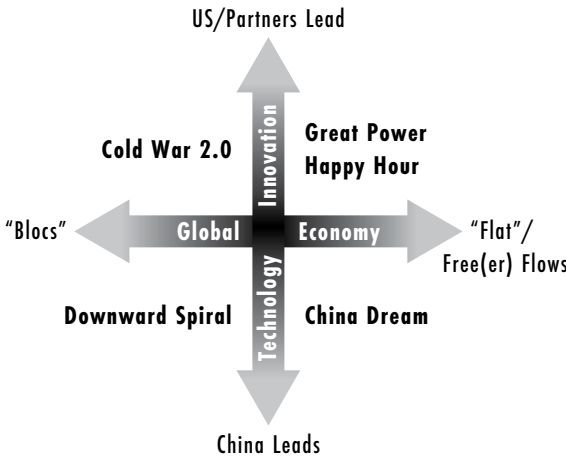 US/Partners Lead
Innovation
Cold War 2.0
Great Power
Happy Hour
"Blocs"
Global
Economy
"Flat"/
Free(er) Flows
Technology
Downward Spiral
China Dream
China Leads